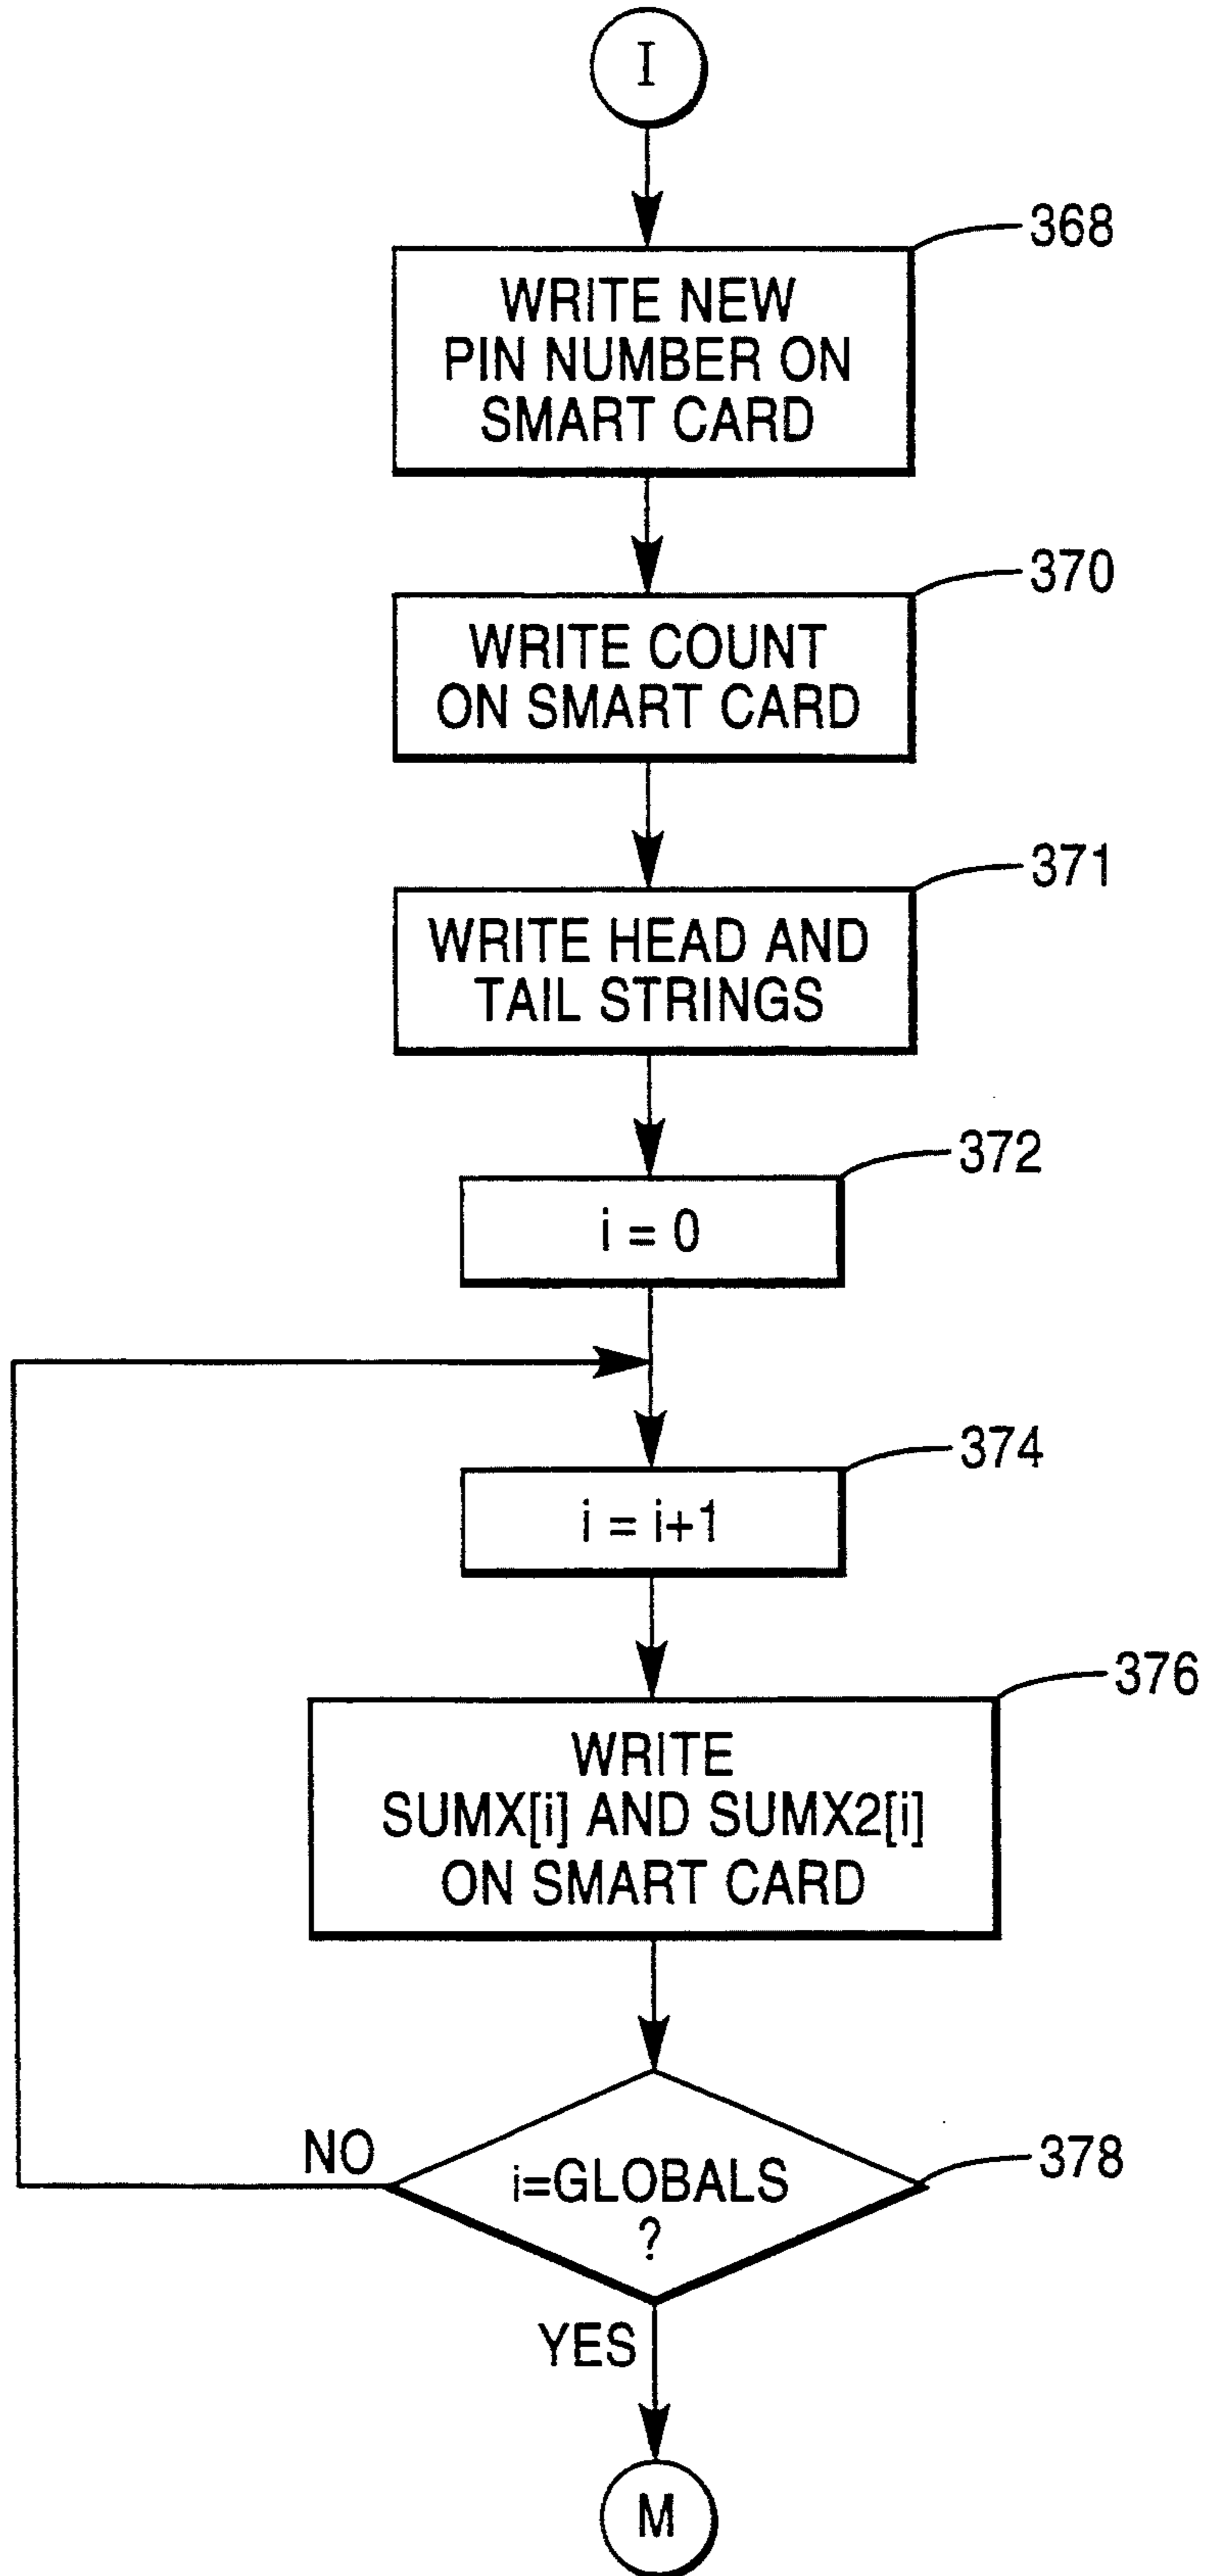 I
368
WRITE NEW
PIN NUMBER ON
SMART CARD
370
WRITE COUNT
ON SMART CARD
371
WRITE HEAD AND
TAIL STRINGS
372
i = 0
374
i = i+1
376
WRITE
SUMX[i] AND SUMX2[i]
ON SMART CARD
378
NO
i=GLOBALS
?
YES
M